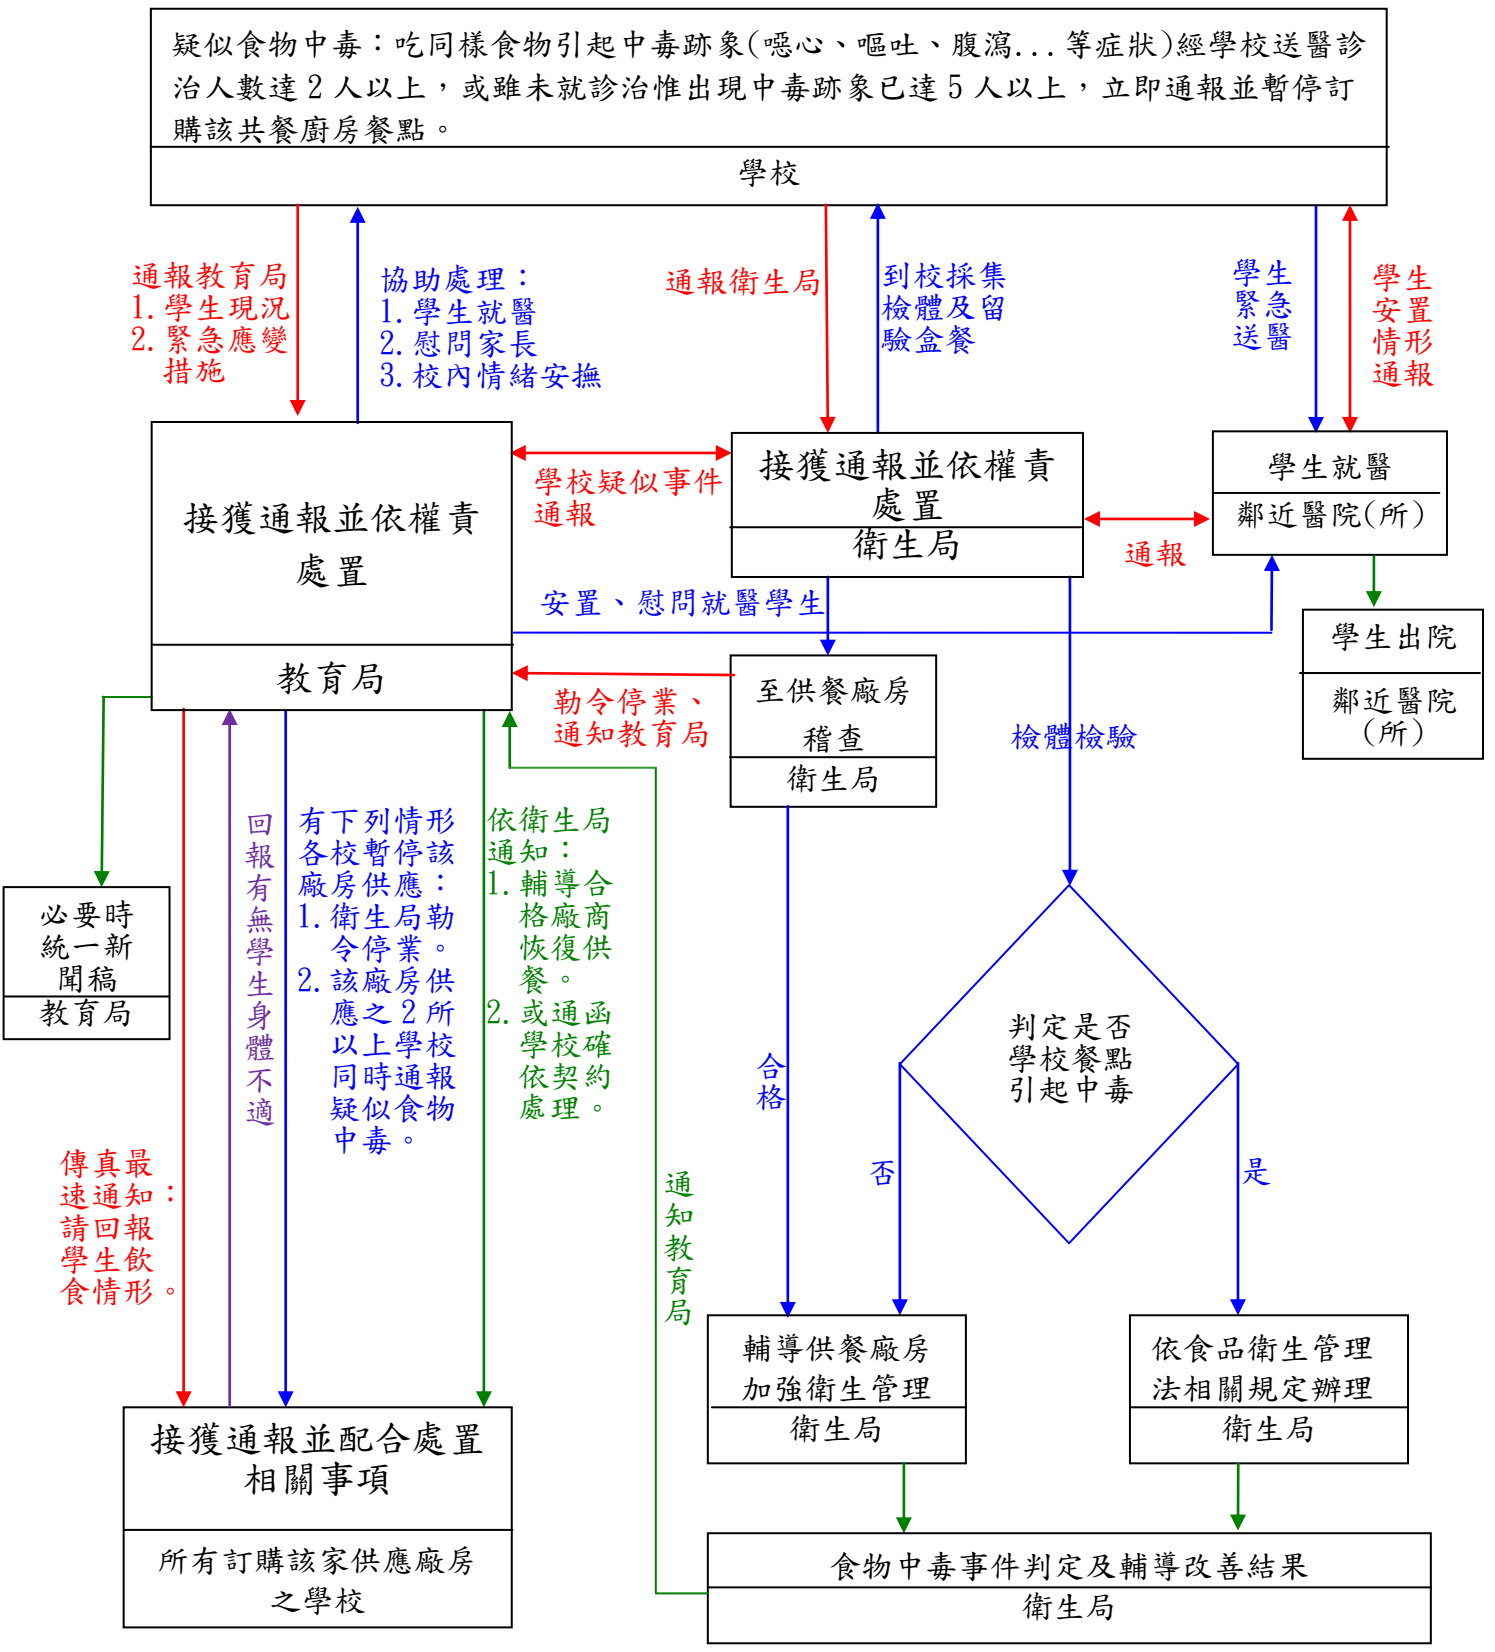 疑似食物中毒：吃同樣食物引起中毒跡象(噁心、嘔吐、腹瀉...等症狀)經學校送醫診
治人數達2人以上，或雖未就診治惟出現中毒跡象已達5人以上，立即通報並暫停訂
購該共餐廚房餐點。
學校
通報教育局
1.學生現況
2.緊急應變
措施
協助處理：
1.學生就醫
2.慰問家長
3.校內情緒安撫
通報衛生局
到校採集
檢體及留
驗盒餐
學生
緊急
送醫
學生
安置
情形
通報
接獲通報並依權責
處置
教育局
學校疑似事件
通報
接獲通報並依權責
處置
衛生局
通報
學生就醫
鄰近醫院(所)
安置、慰問就醫學生
學生出院
鄰近醫院
(所)
勒令停業、
通知教育局
至供餐廠房
稽查
衛生局
檢體檢驗
必要時
統一新
聞稿
教育局
回報有無學生身體不適
有下列情形
各校暫停該
廠房供應：
1.衛生局勒
令停業。
2.該廠房供
應之2所
以上學校
同時通報
疑似食物
中毒。
依衛生局
通知：
1.輔導合
格廠商
恢復供
餐。
2.或通函
學校確
依契約
處理。
合格
判定是否
學校餐點
引起中毒
否
是
傳真最
速通知：
請回報
學生飲
食情形。
通知教育局
輔導供餐廠房
加強衛生管理
衛生局
依食品衛生管理
法相關規定辦理
衛生局
接獲通報並配合處置
相關事項
所有訂購該家供應廠房
之學校
食物中毒事件判定及輔導改善結果
衛生局